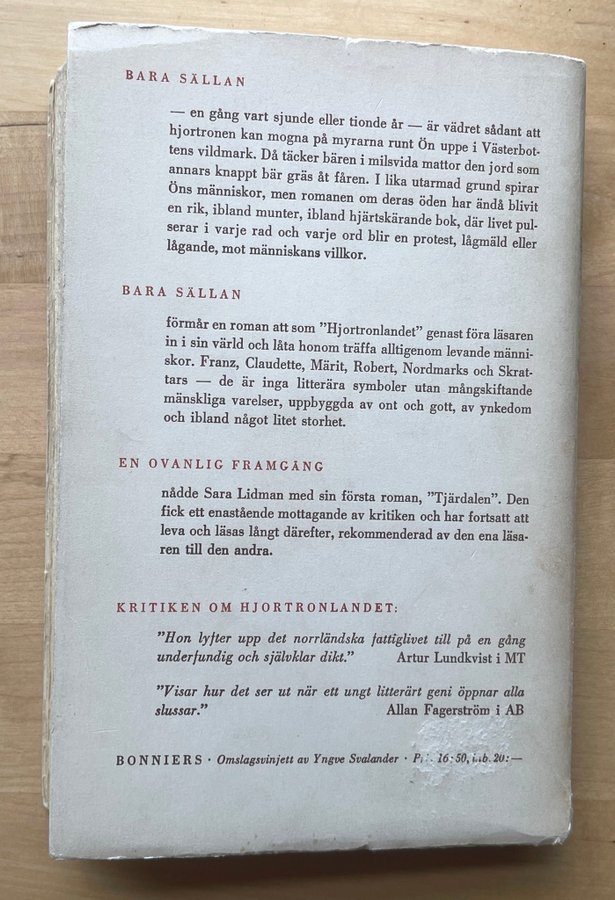 BARA SÄLLAN
— en gång vart sjunde eller tionde år — är vädret sådant att
hjortronen kan mogna på myrarna runt Ön uppe i Västerbot-
tens vildmark. Då täcker bären i milsvida mattor den jord som
annars knappt bär gräs åt fåren. I lika utarmad grund spirar
Öns människor, men romanen om deras öden har ändå blivit
en rik, ibland munter, ibland hjärtskärande bok, där livet pul-
serar i varje rad och varje ord blir en protest, lågmäld eller
lågande, mot människans villkor.
BARA SÄLLAN
förmår en roman att som "Hjortronlandet" genast föra läsaren
in i sin värld och låta honom träffa alltigenom levande männi-
skor. Franz, Claudette, Märit, Robert, Nordmarks och Skrat-
tars — de är inga litterära symboler utan mångskiftande
mänskliga varelser, uppbyggda av ont och gott, av ynkedom
och ibland något litet storhet.
EN OVANLIG FRAMGÅNG
nådde Sara Lidman med sin första roman, "Tjärdalen". Den
fick ett enastående mottagande av kritiken och har fortsatt att
leva och läsas långt därefter, rekommenderad av den ena läsa-
ren till den andra.
KRITIKEN OM HJORTRONLANDET:
"Hon lyfter upp det norrländska fattiglivet till på en gång
underfundig och självklar dikt." Artur Lundkvist i MT
"Visar hur det ser ut när ett ungt litterärt geni öppnar alla
slussar." Allan Fagerström i AB
BONNIERS · Omslagsvinjett av Yngve Svalander · 16:50, inb. 20:—